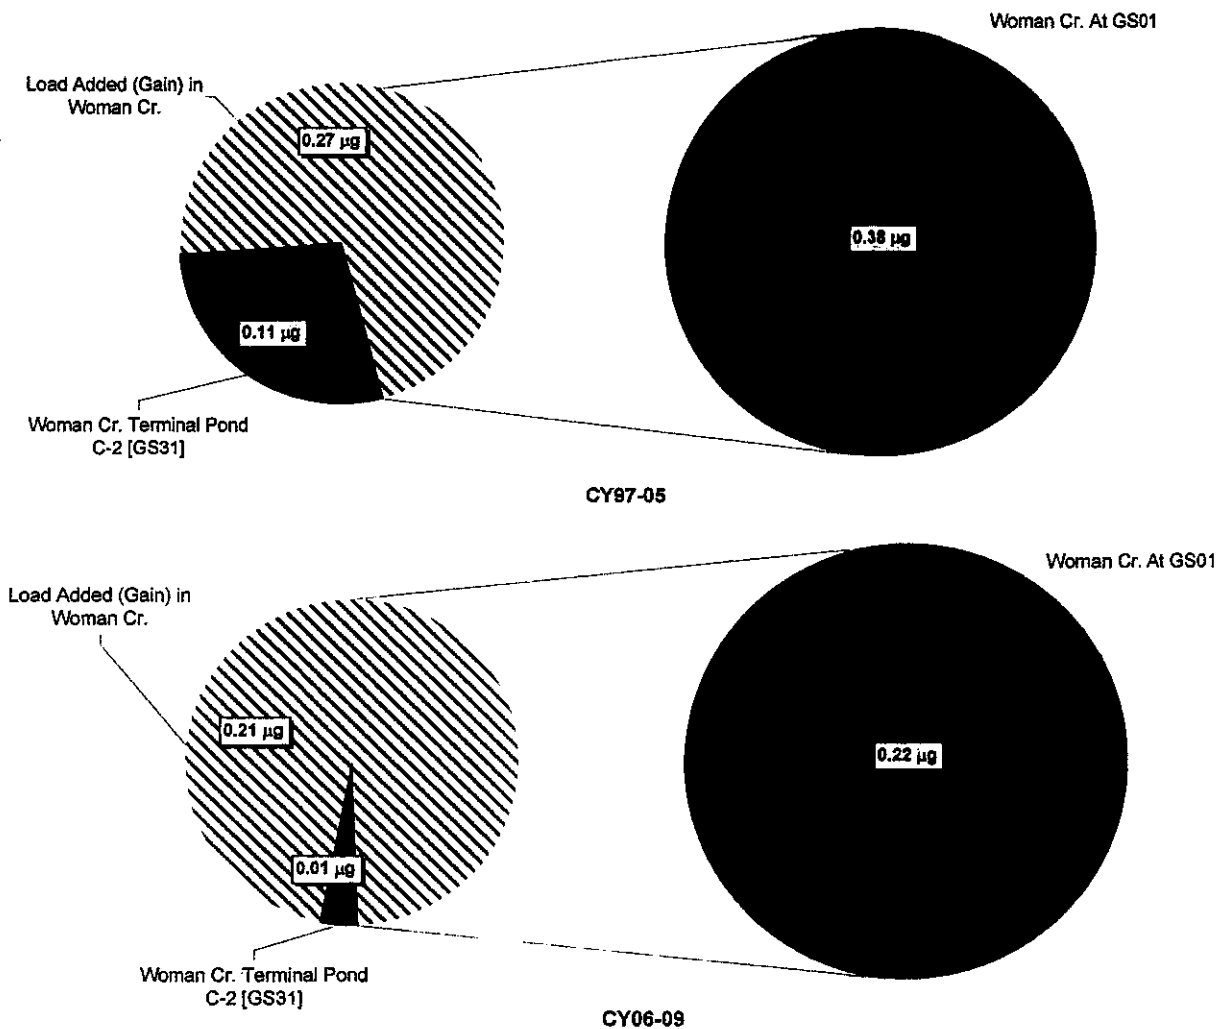 Woman Cr. At GS01
Load Added (Gain) in
Woman Cr.
0.27 µg
0.38 µg
0.11 µg
Woman Cr. Terminal Pond
C-2 [GS31]
CY97-05
Woman Cr. At GS01
Load Added (Gain) in
Woman Cr.
0.21 µg
0.22 µg
0.01 µg
Woman Cr. Terminal Pond
C-2 [GS31]
CY06-09